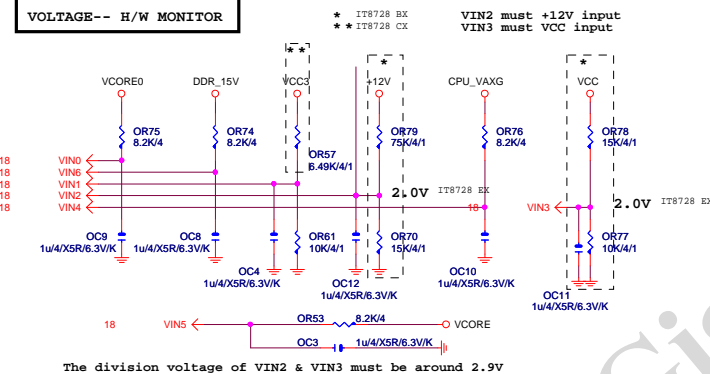 VOLTAGE-- H/W MONITOR
* IT8728 BX
** IT8728 CX
VIN2 must +12V input
VIN3 must VCC input
**
*
*
VCORE0
DDR_15V
VCC3
+12V
CPU_VAXG
VCC
OR75
8.2K/4
OR74
8.2K/4
OR57
6.49K/4/1
OR79
75K/4/1
OR76
8.2K/4
OR78
15K/4/1
18 VIN0
18 VIN6
18 VIN1
18 VIN2
18 VIN4
2.0V IT8728 EX
18 VIN3
2.0V IT8728 EX
OC9
1u/4/X5R/6.3V/K
OC8
1u/4/X5R/6.3V/K
OC4
1u/4/X5R/6.3V/K
OR61
10K/4/1
OC12
1u/4/X5R/6.3V/K
OR70
15K/4/1
OC10
1u/4/X5R/6.3V/K
OR77
10K/4/1
OC11
1u/4/X5R/6.3V/K
18 VIN5
OR53 8.2K/4
VCORE
OC3 1u/4/X5R/6.3V/K
The division voltage of VIN2 & VIN3 must be around 2.9V